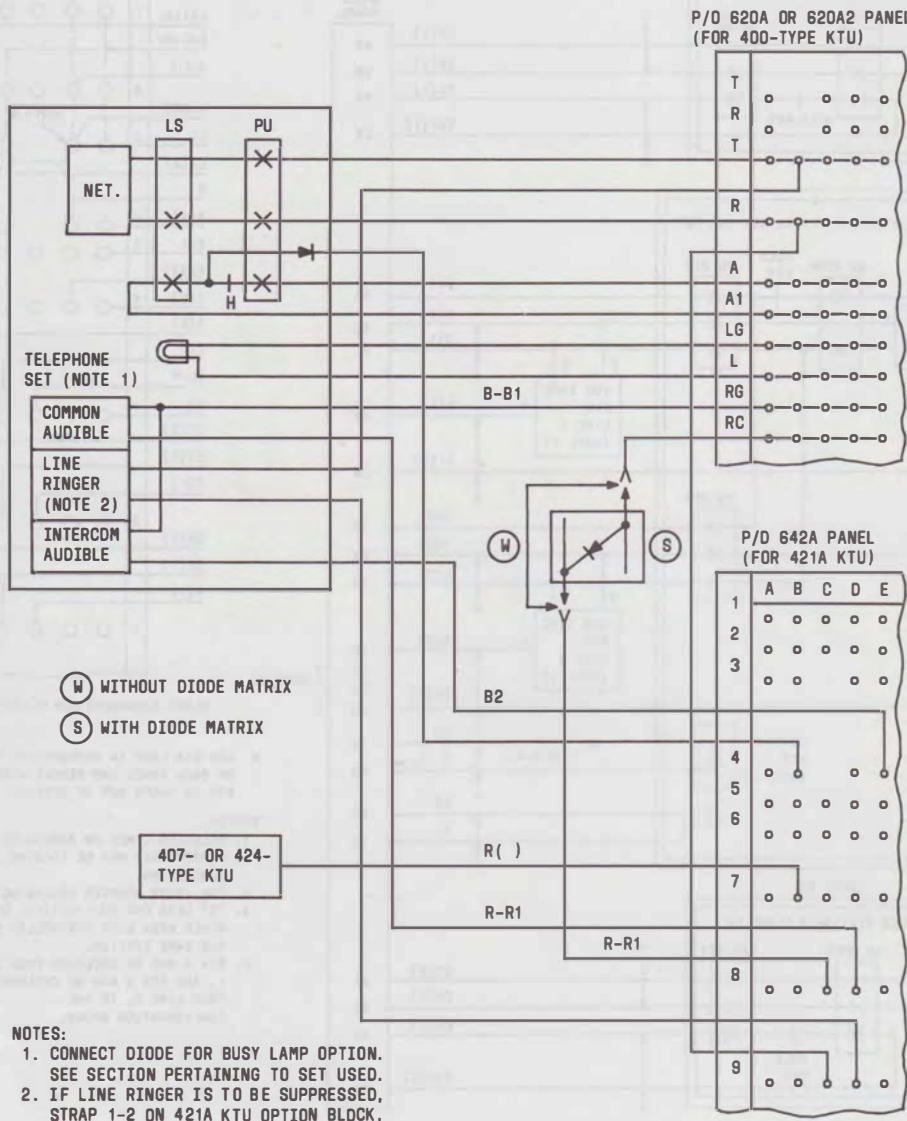 P/O 620A OR 620A2 PANEL
(FOR 400-TYPE KTU)
T
R
T
R
A
A1
LG
L
RG
RC
LS PU
NET.
H
TELEPHONE
SET (NOTE 1)
COMMON
AUDIBLE
LINE
RINGER
(NOTE 2)
INTERCOM
AUDIBLE
B-B1
W
S
P/O 642A PANEL
(FOR 421A KTU)
A B C D E
1
2
3
4
5
6
7
8
9
W WITHOUT DIODE MATRIX
S WITH DIODE MATRIX
B2
407- OR 424-
TYPE KTU
R( )
R-R1
R-R1
NOTES:
1. CONNECT DIODE FOR BUSY LAMP OPTION.
SEE SECTION PERTAINING TO SET USED.
2. IF LINE RINGER IS TO BE SUPPRESSED,
STRAP 1-2 ON 421A KTU OPTION BLOCK.